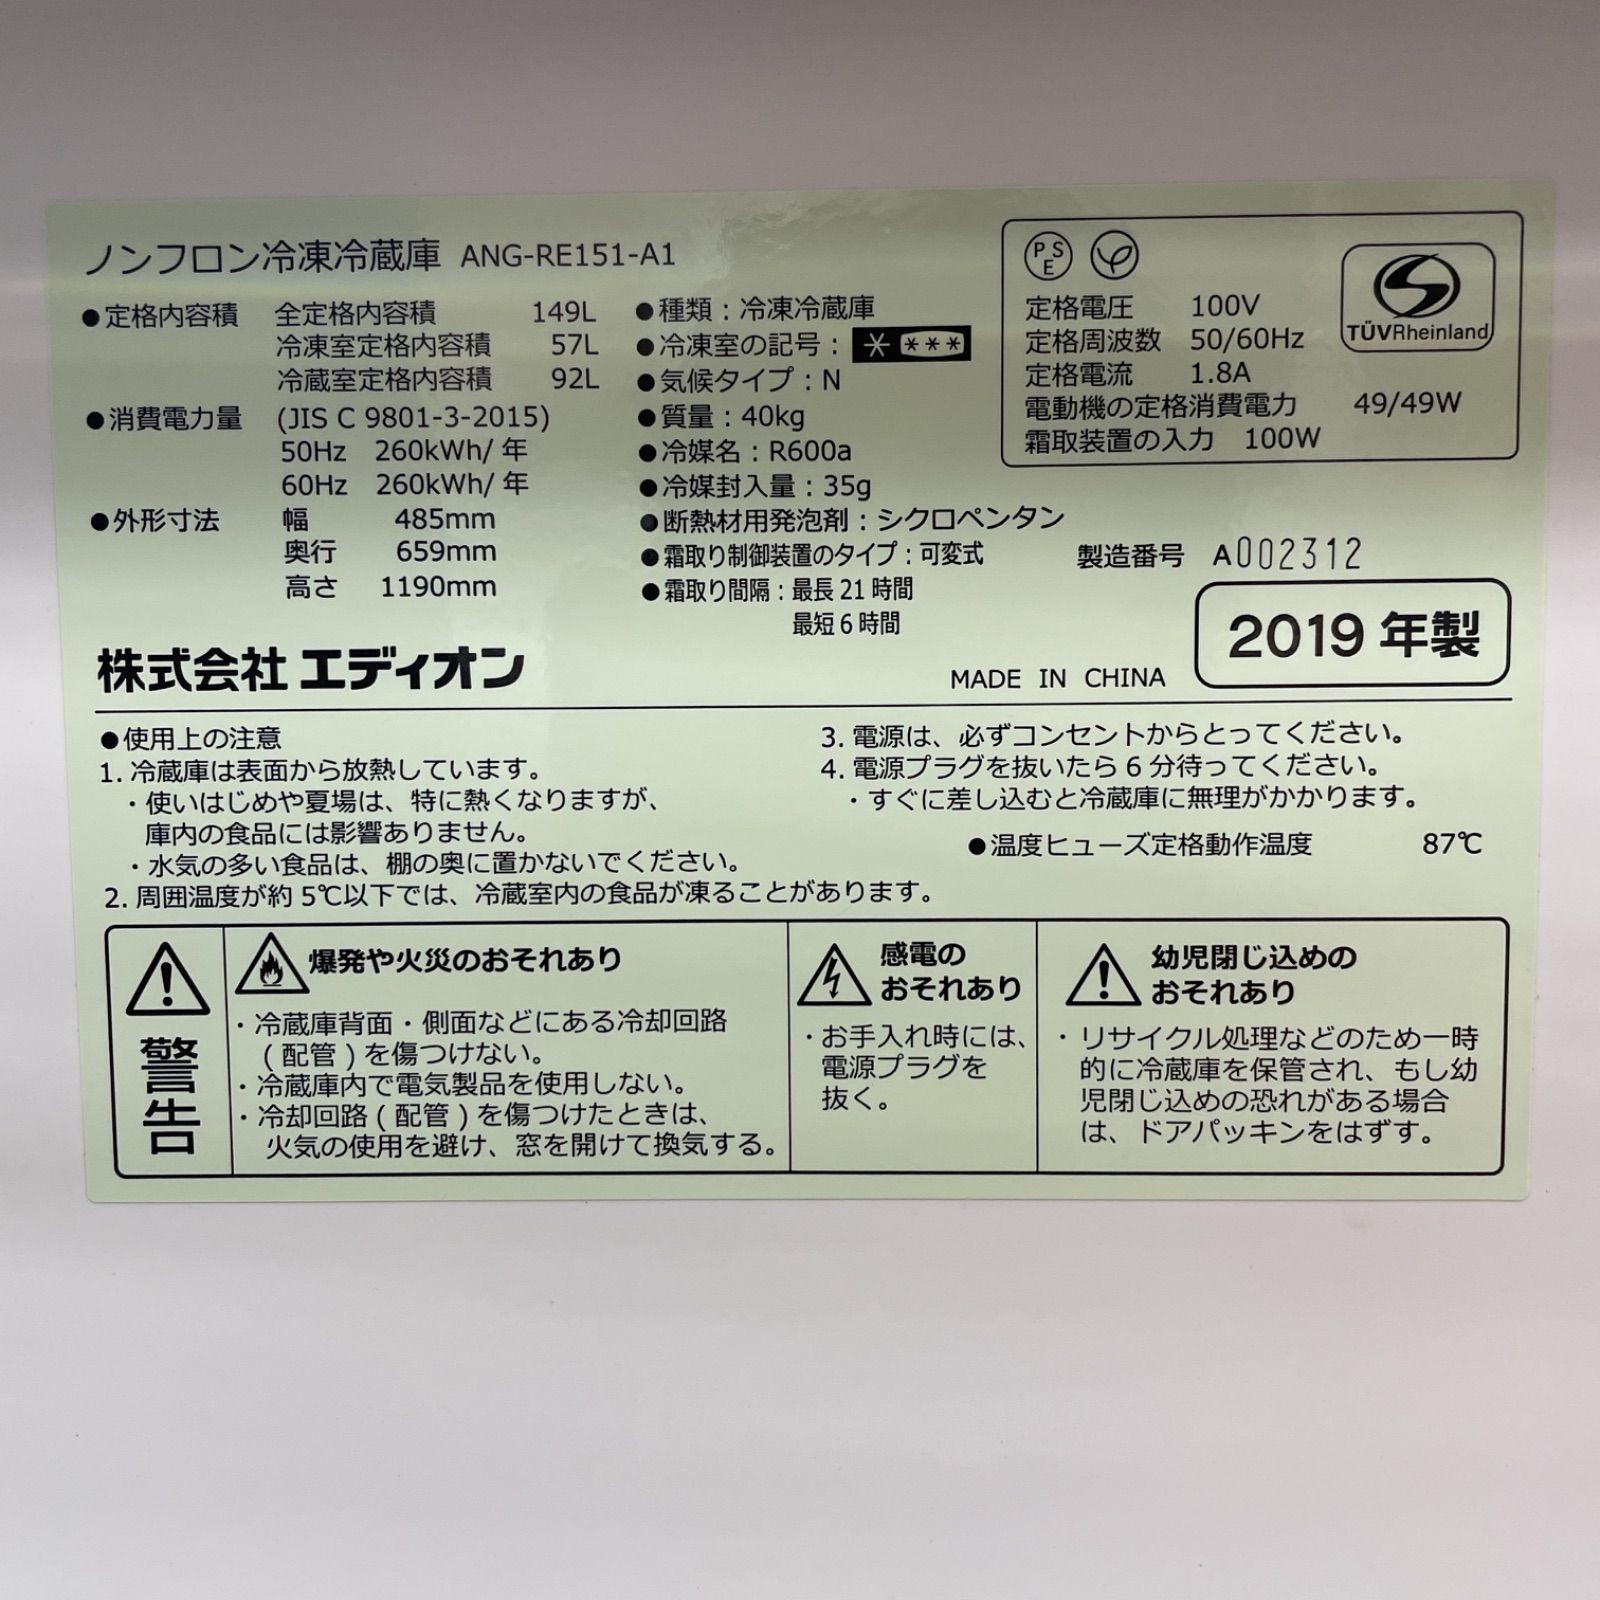 ノンフロン冷凍冷蔵庫 ANG-RE151-A1
●定格内容積 全定格内容積 149L
冷凍室定格内容積 57L
冷蔵室定格内容積 92L
●消費電力量 (JIS C 9801-3-2015)
50Hz 260kWh/年
60Hz 260kWh/年
●外形寸法 幅 485mm
奥行 659mm
高さ 1190mm
●種類：冷凍冷蔵庫
●冷凍室の記号：* ***
●気候タイプ：N
●質量：40kg
●冷媒名：R600a
●冷媒封入量：35g
●断熱材用発泡剤：シクロペンタン
●霜取り制御装置のタイプ：可変式
●霜取り間隔：最長21時間
最短6時間
PSE
定格電圧 100V
定格周波数 50/60Hz
定格電流 1.8A
電動機の定格消費電力 49/49W
霜取装置の入力 100W
TÜVRheinland
製造番号 A002312
2019年製
株式会社エディオン
MADE IN CHINA
●使用上の注意
1. 冷蔵庫は表面から放熱しています。
・使いはじめや夏場は、特に熱くなりますが、
庫内の食品には影響ありません。
・水気の多い食品は、棚の奥に置かないでください。
2. 周囲温度が約5℃以下では、冷蔵室内の食品が凍ることがあります。
3. 電源は、必ずコンセントからとってください。
4. 電源プラグを抜いたら6分待ってください。
・すぐに差し込むと冷蔵庫に無理がかかります。
●温度ヒューズ定格動作温度 87℃
警告
爆発や火災のおそれあり
・冷蔵庫背面・側面などにある冷却回路
(配管)を傷つけない。
・冷蔵庫内で電気製品を使用しない。
・冷却回路(配管)を傷つけたときは、
火気の使用を避け、窓を開けて換気する。
感電の
おそれあり
・お手入れ時には、
電源プラグを
抜く。
幼児閉じ込めの
おそれあり
・リサイクル処理などのため一時
的に冷蔵庫を保管され、もし幼
児閉じ込めの恐れがある場合
は、ドアパッキンをはずす。